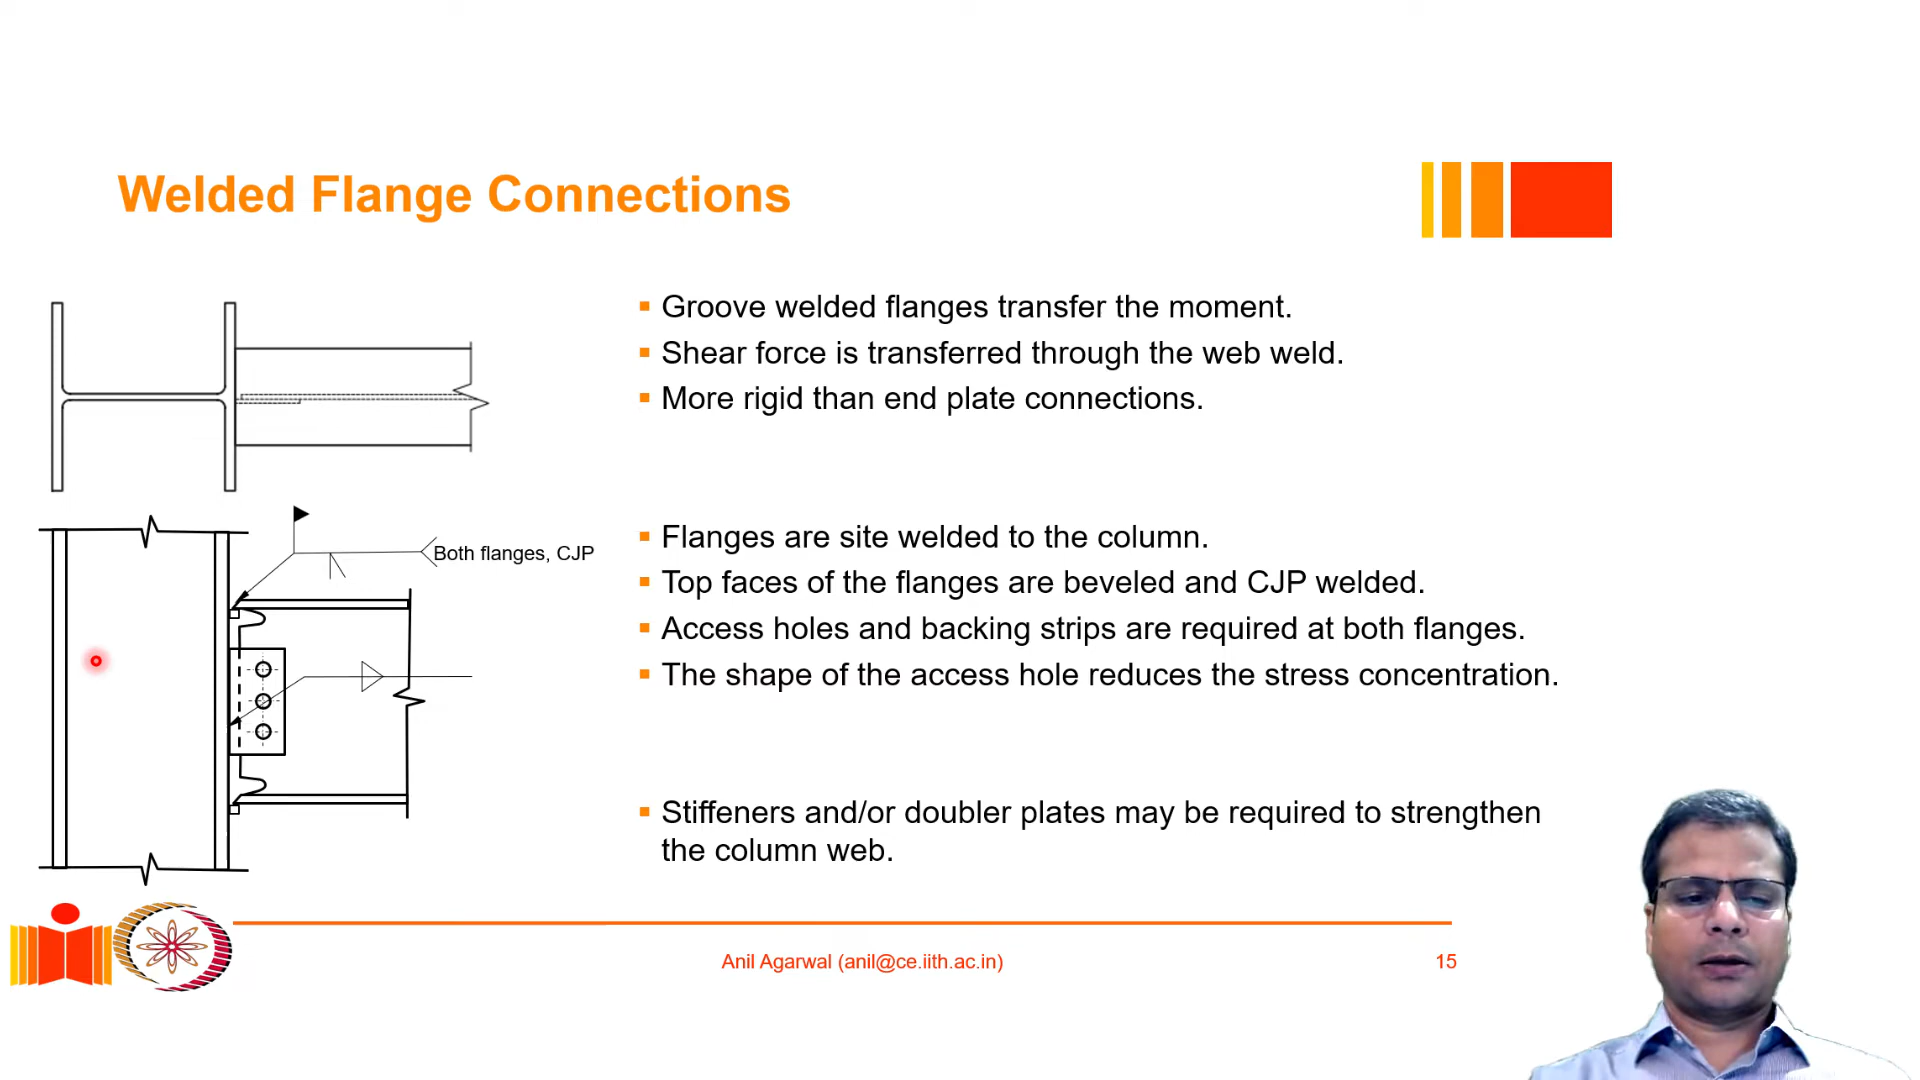 Welded Flange Connections
Groove welded flanges transfer the moment.
Shear force is transferred through the web weld.
More rigid than end plate connections.
Both flanges, CJP
Flanges are site welded to the column.
Top faces of the flanges are beveled and CJP welded.
Access holes and backing strips are required at both flanges.
The shape of the access hole reduces the stress concentration.
Stiffeners and/or doubler plates may be required to strengthen
the column web.
Anil Agarwal (anil@ce.iith.ac.in)
15